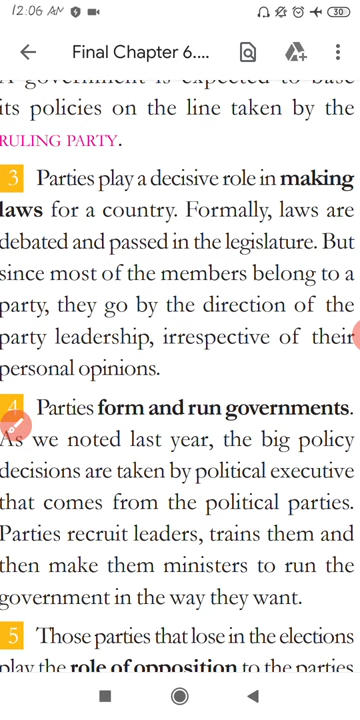 12:06 AM
30
Final Chapter 6....
A government is expected to base
its policies on the line taken by the
RULING PARTY.
3 Parties play a decisive role in making
laws for a country. Formally, laws are
debated and passed in the legislature. But
since most of the members belong to a
party, they go by the direction of the
party leadership, irrespective of their
personal opinions.
4 Parties form and run governments.
As we noted last year, the big policy
decisions are taken by political executive
that comes from the political parties.
Parties recruit leaders, trains them and
then make them ministers to run the
government in the way they want.
5 Those parties that lose in the elections
play the role of opposition to the parties